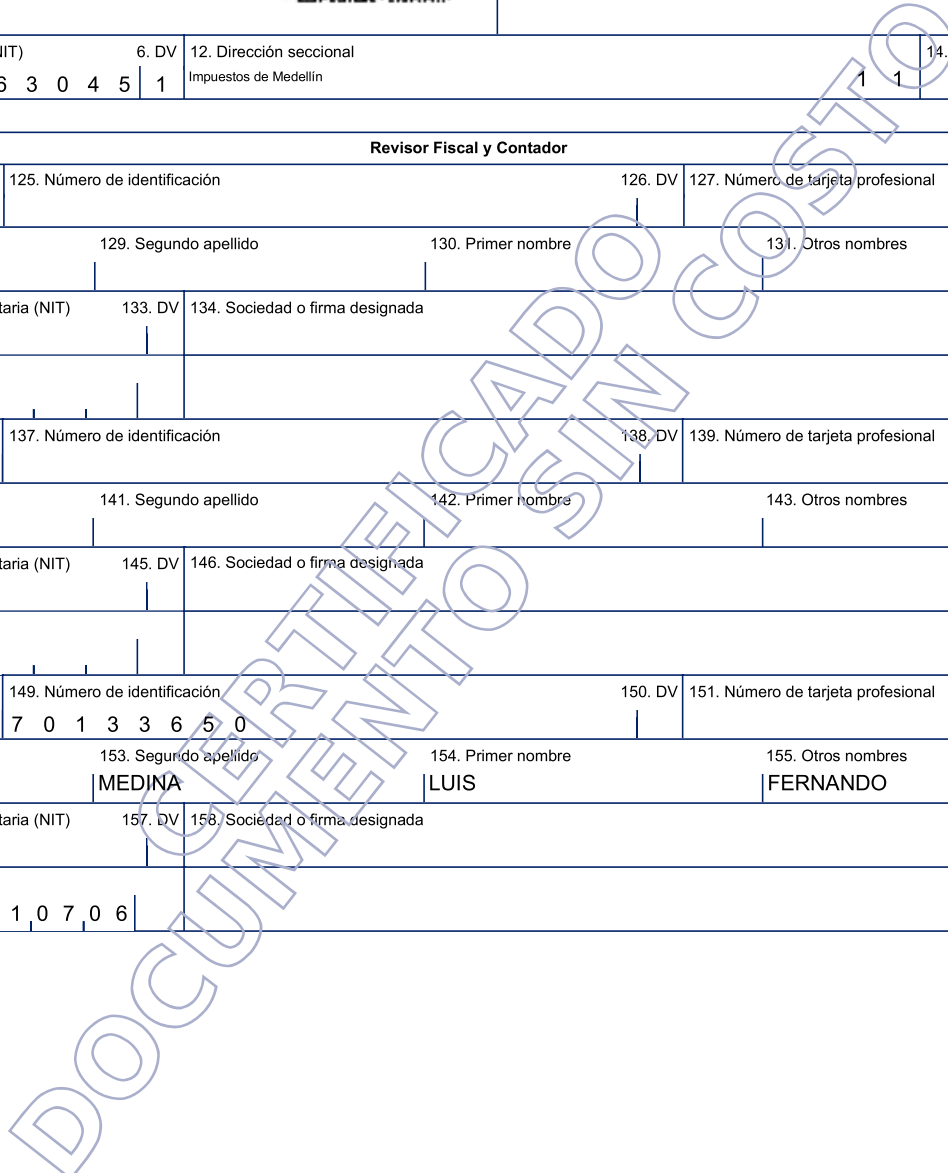 NIT) 6. DV 12. Dirección seccional 14.
6 3 0 4 5 1 Impuestos de Medellín 1 1
Revisor Fiscal y Contador
125. Número de identificación 126. DV 127. Número de tarjeta profesional
129. Segundo apellido 130. Primer nombre 131. Otros nombres
taria (NIT) 133. DV 134. Sociedad o firma designada
137. Número de identificación 138. DV 139. Número de tarjeta profesional
141. Segundo apellido 142. Primer nombre 143. Otros nombres
taria (NIT) 145. DV 146. Sociedad o firma designada
149. Número de identificación 150. DV 151. Número de tarjeta profesional
7 0 1 3 3 6 5 0
153. Segundo apellido 154. Primer nombre 155. Otros nombres
MEDINA LUIS FERNANDO
taria (NIT) 157. DV 158. Sociedad o firma designada
1 0 7 0 6
CERTIFICADO
DOCUMENTO SIN COSTO